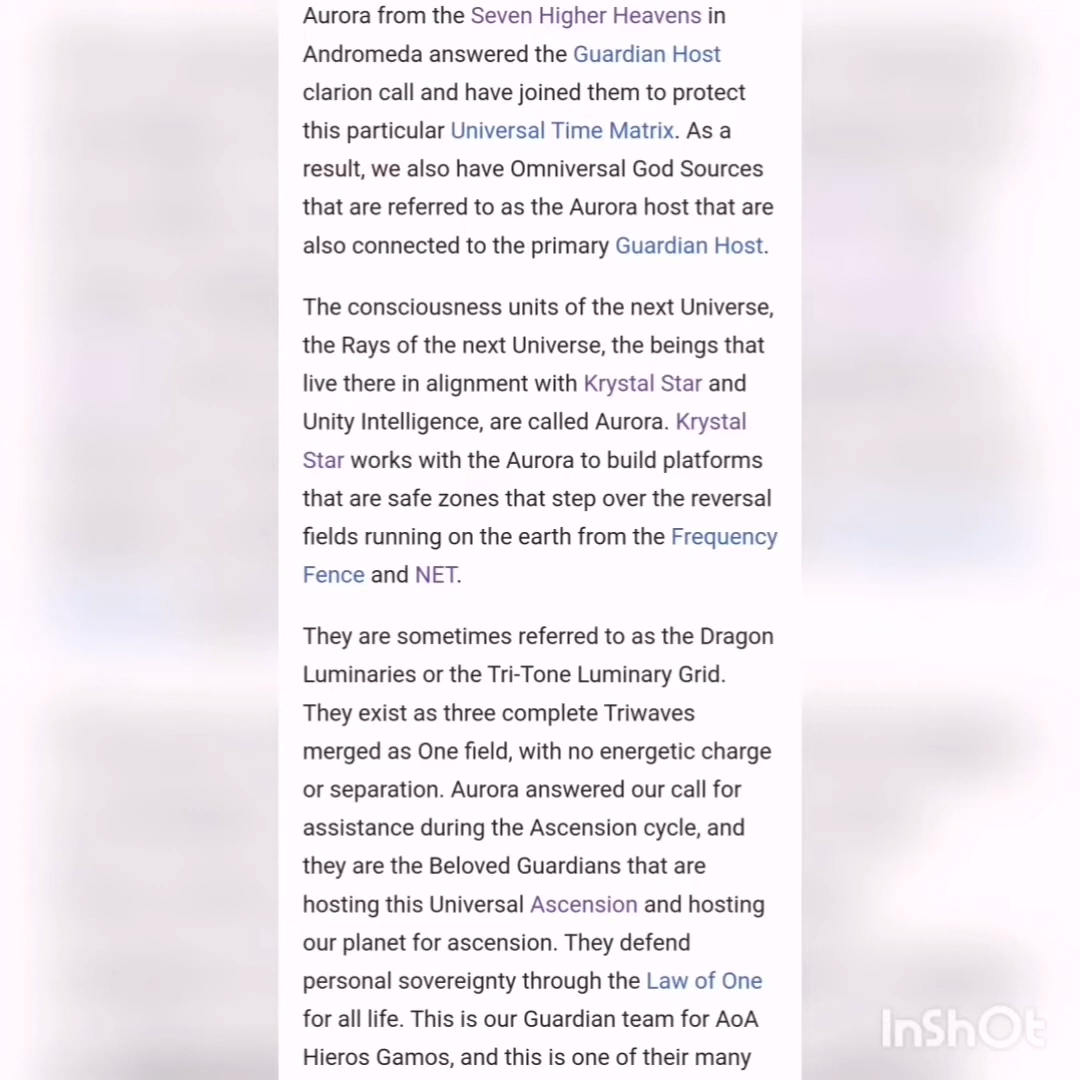 Aurora from the Seven Higher Heavens in
Andromeda answered the Guardian Host
clarion call and have joined them to protect
this particular Universal Time Matrix. As a
result, we also have Omniversal God Sources
that are referred to as the Aurora host that are
also connected to the primary Guardian Host.
The consciousness units of the next Universe,
the Rays of the next Universe, the beings that
live there in alignment with Krystal Star and
Unity Intelligence, are called Aurora. Krystal
Star works with the Aurora to build platforms
that are safe zones that step over the reversal
fields running on the earth from the Frequency
Fence and NET.
They are sometimes referred to as the Dragon
Luminaries or the Tri-Tone Luminary Grid.
They exist as three complete Triwaves
merged as One field, with no energetic charge
or separation. Aurora answered our call for
assistance during the Ascension cycle, and
they are the Beloved Guardians that are
hosting this Universal Ascension and hosting
our planet for ascension. They defend
personal sovereignty through the Law of One
for all life. This is our Guardian team for AoA
Hieros Gamos, and this is one of their many
InShOt